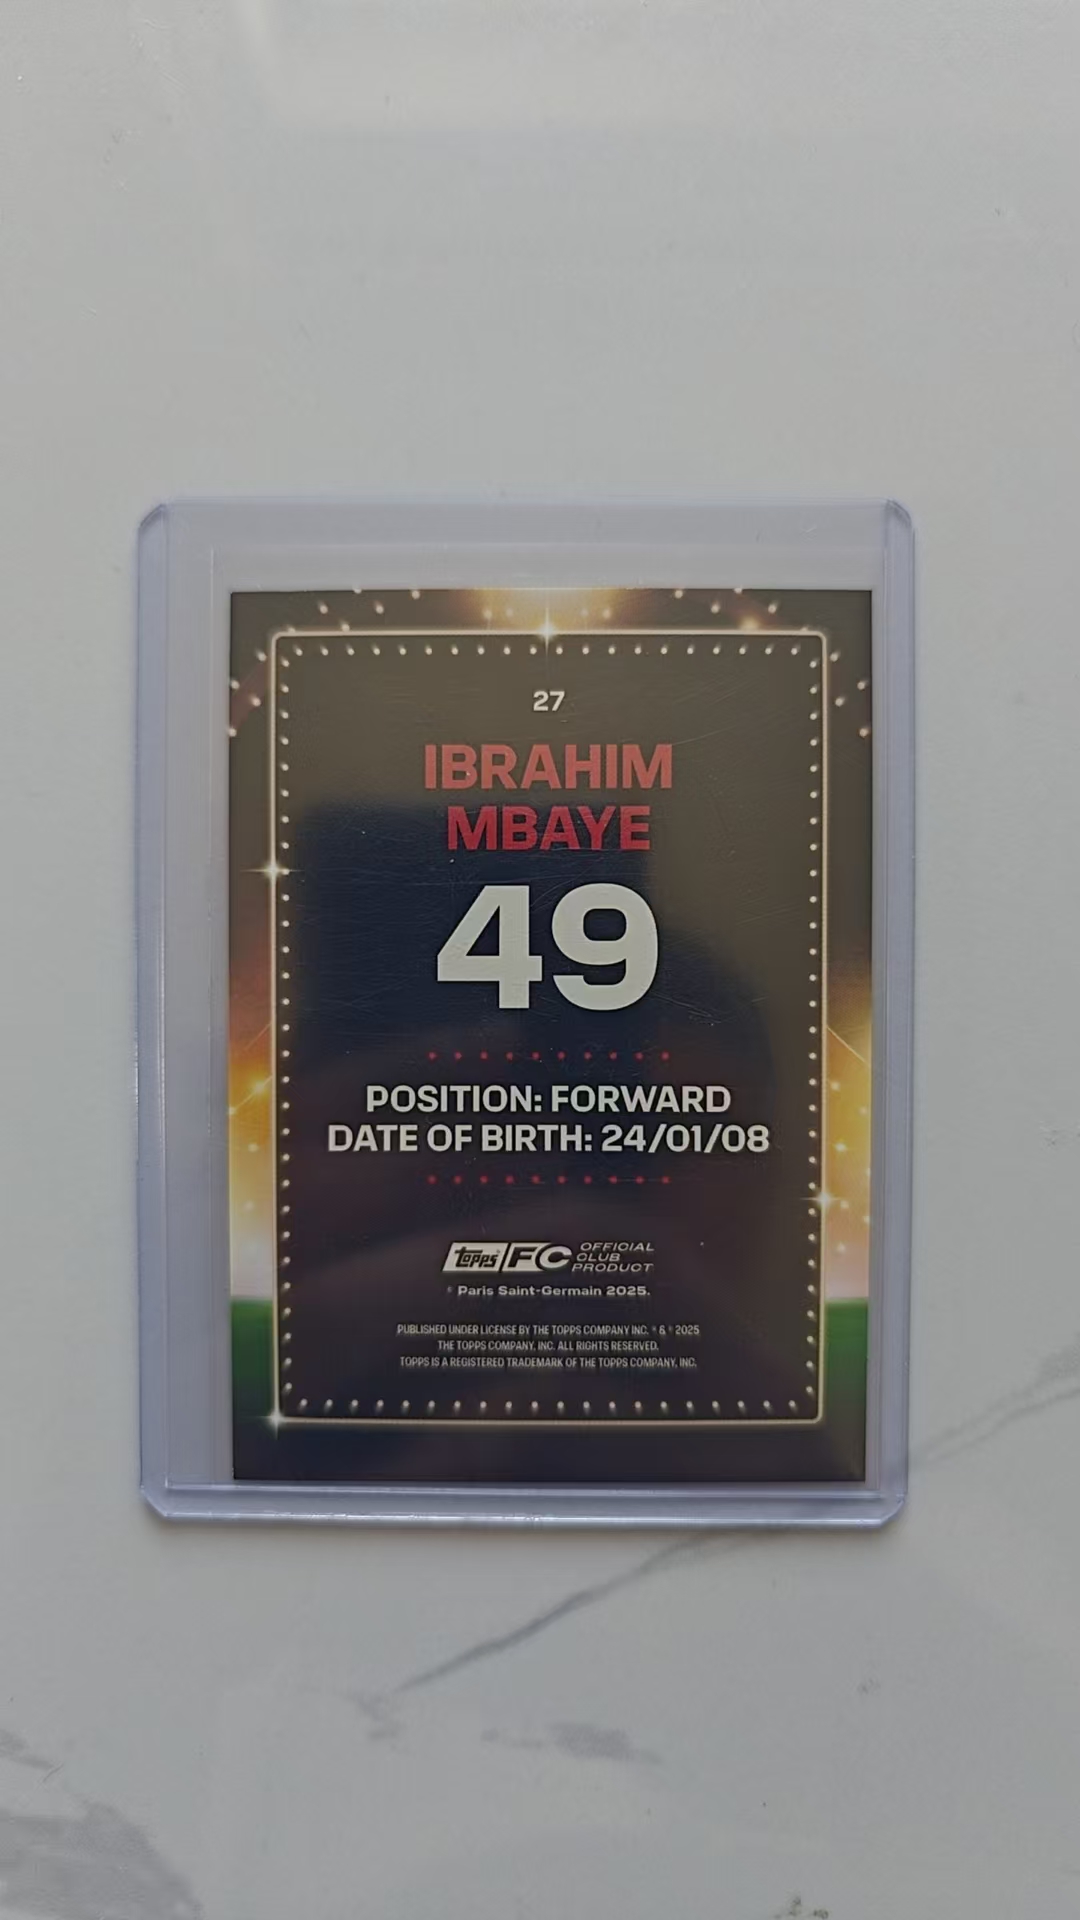 27
IBRAHIM
MBAYE
49
POSITION: FORWARD
DATE OF BIRTH: 24/01/08
topps FC OFFICIAL
CLUB
PRODUCT
© Paris Saint-Germain 2025.
PUBLISHED UNDER LICENSE BY THE TOPPS COMPANY INC. ® & © 2025
THE TOPPS COMPANY, INC. ALL RIGHTS RESERVED.
TOPPS IS A REGISTERED TRADEMARK OF THE TOPPS COMPANY, INC.